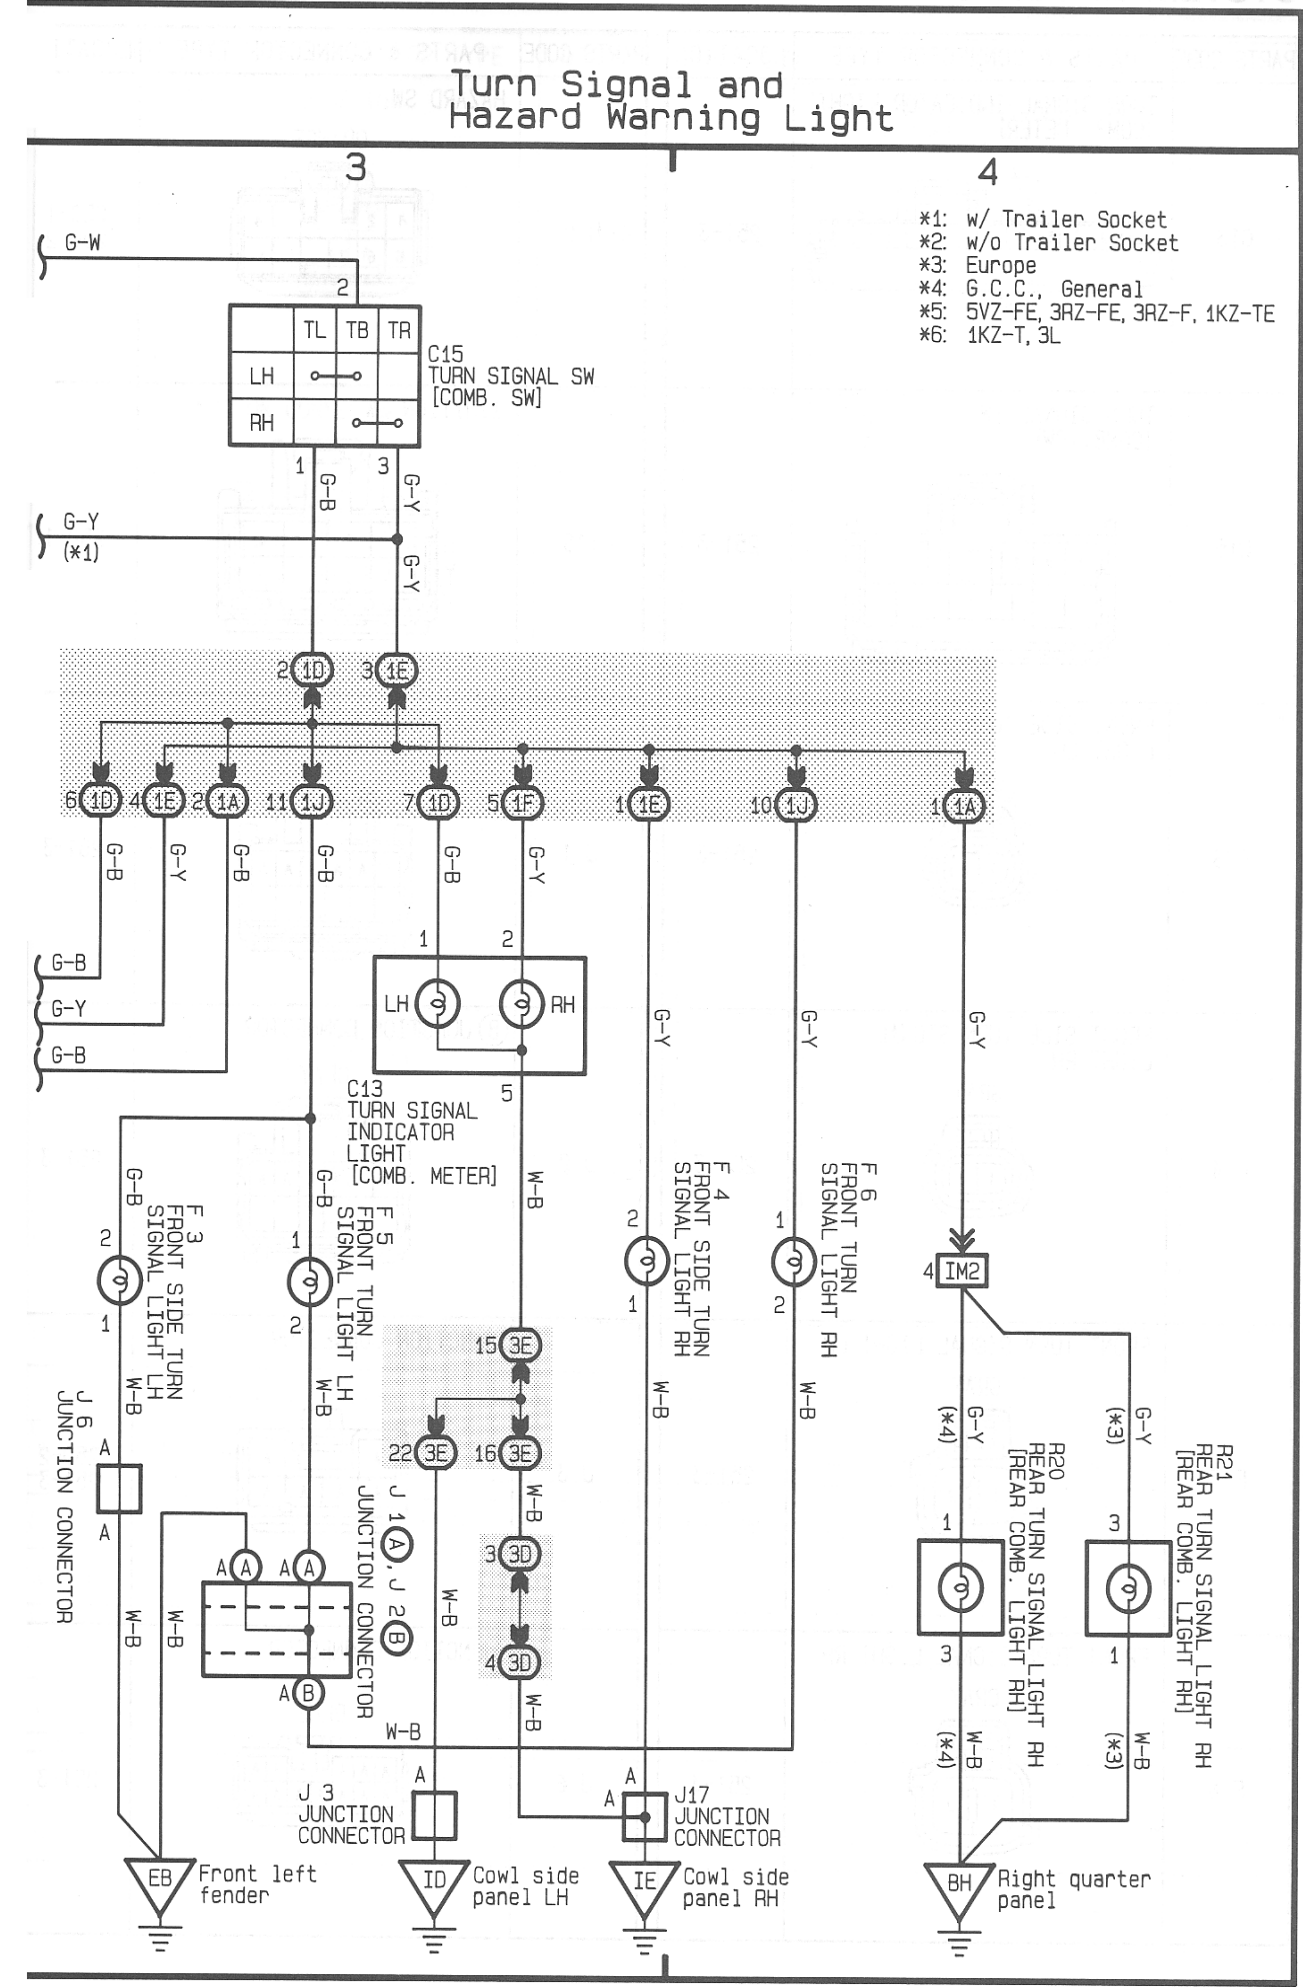 Turn Signal and
Hazard Warning Light
3
4
*1: w/ Trailer Socket
*2: w/o Trailer Socket
*3: Europe
*4: G.C.C., General
*5: 5VZ-FE, 3RZ-FE, 3RZ-F, 1KZ-TE
*6: 1KZ-T, 3L
G-W
2
TL TB TR
LH
RH
C15
TURN SIGNAL SW
[COMB. SW]
1
3
G-B
G-Y
G-Y
(*1)
G-Y
2 1D
3 1E
6 1D
4 1E
2 1A
11 1J
7 1D
5 1F
1 1E
10 1J
1 1A
G-B
G-Y
G-B
G-B
G-B
G-Y
G-B
G-Y
G-B
1
2
LH
RH
5
C13
TURN SIGNAL
INDICATOR
LIGHT
[COMB. METER]
G-Y
G-Y
G-Y
G-B
G-B
W-B
2
1
F 3
FRONT SIDE TURN
SIGNAL LIGHT LH
1
2
F 5
FRONT TURN
SIGNAL LIGHT LH
2
1
F 4
FRONT SIDE TURN
SIGNAL LIGHT RH
1
2
F 6
FRONT TURN
SIGNAL LIGHT RH
4 IM2
15 3E
22 3E
16 3E
W-B
W-B
W-B
W-B
W-B
G-Y
(*4)
G-Y
(*3)
J 6
JUNCTION CONNECTOR
A
A
A A
A A
A B
J 1 A, J 2 B
JUNCTION CONNECTOR
3 3D
4 3D
1
3
R20
REAR TURN SIGNAL LIGHT RH
[REAR COMB. LIGHT RH]
3
1
R21
REAR TURN SIGNAL LIGHT RH
[REAR COMB. LIGHT RH]
W-B
W-B
W-B
W-B
W-B
W-B
(*4)
W-B
(*3)
A
J 3
JUNCTION
CONNECTOR
A
A
J17
JUNCTION
CONNECTOR
EB
Front left
fender
ID
Cowl side
panel LH
IE
Cowl side
panel RH
BH
Right quarter
panel